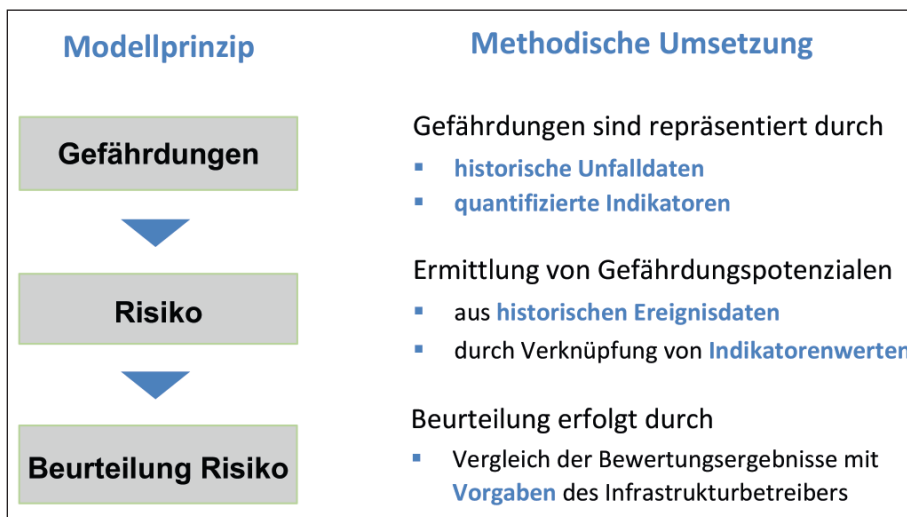 Modellprinzip
Methodische Umsetzung
Gefährdungen
Gefährdungen sind repräsentiert durch
▪ historische Unfalldaten
▪ quantifizierte Indikatoren
Risiko
Ermittlung von Gefährdungspotenzialen
▪ aus historischen Ereignisdaten
▪ durch Verknüpfung von Indikatorenwerten
Beurteilung Risiko
Beurteilung erfolgt durch
▪ Vergleich der Bewertungsergebnisse mit
Vorgaben des Infrastrukturbetreibers